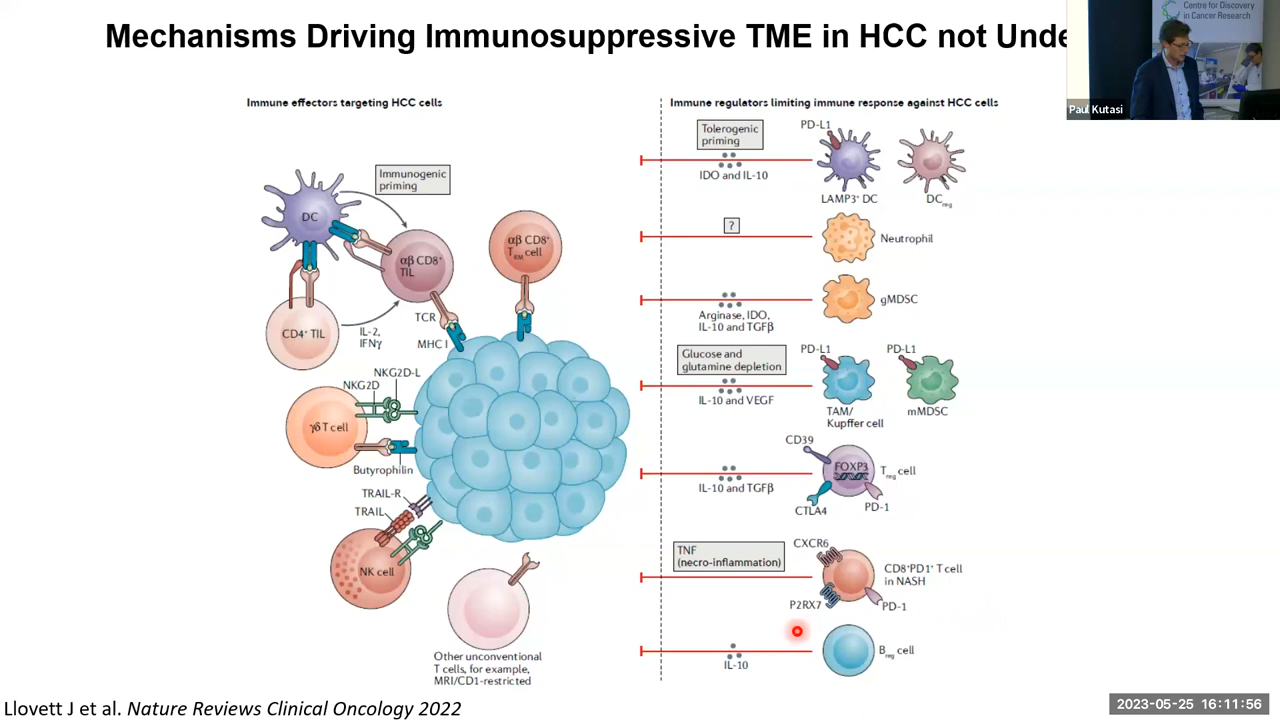 Mechanisms Driving Immunosuppressive TME in HCC not Unde
Centre for Discovery
in Cancer Research
Paul Kutasi
Immune effectors targeting HCC cells
Immunogenic
priming
DC
αβ CD8⁺
TIL
αβ CD8⁺
T_RM cell
CD4⁺ TIL
IL-2,
IFNγ
TCR
MHC I
NKG2D-L
NKG2D
γδ T cell
Butyrophilin
TRAIL-R
TRAIL
NK cell
Other unconventional
T cells, for example,
MRI/CD1-restricted
Immune regulators limiting immune response against HCC cells
Tolerogenic
priming
IDO and IL-10
PD-L1
LAMP3⁺ DC
DC_reg
?
Neutrophil
Arginase, IDO,
IL-10 and TGFβ
gMDSC
Glucose and
glutamine depletion
IL-10 and VEGF
PD-L1
PD-L1
TAM/
Kupffer cell
mMDSC
IL-10 and TGFβ
CD39
FOXP3
T_reg cell
CTLA4
PD-1
TNF
(necro-inflammation)
CXCR6
CD8⁺PD1⁺ T cell
in NASH
P2RX7
PD-1
IL-10
B_reg cell
Llovett J et al. Nature Reviews Clinical Oncology 2022
2023-05-25 16:11:56